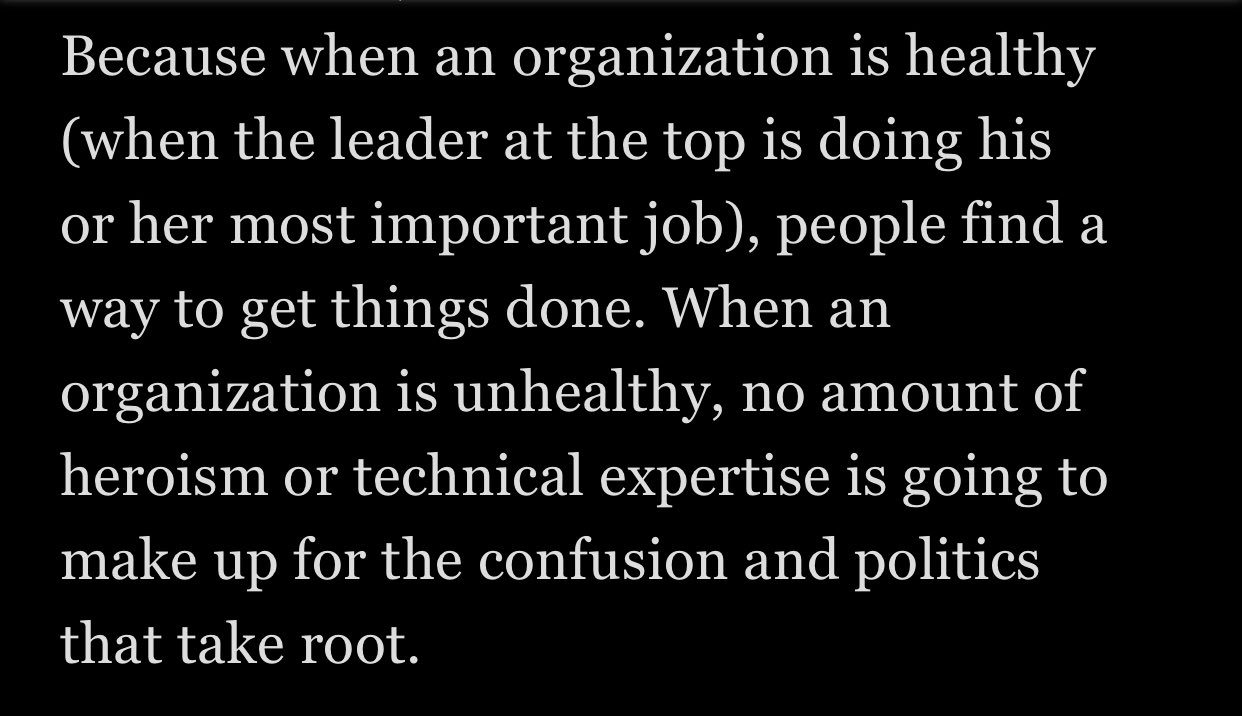 Because when an organization is healthy
(when the leader at the top is doing his
or her most important job), people find a
way to get things done. When an
organization is unhealthy, no amount of
heroism or technical expertise is going to
make up for the confusion and politics
that take root.